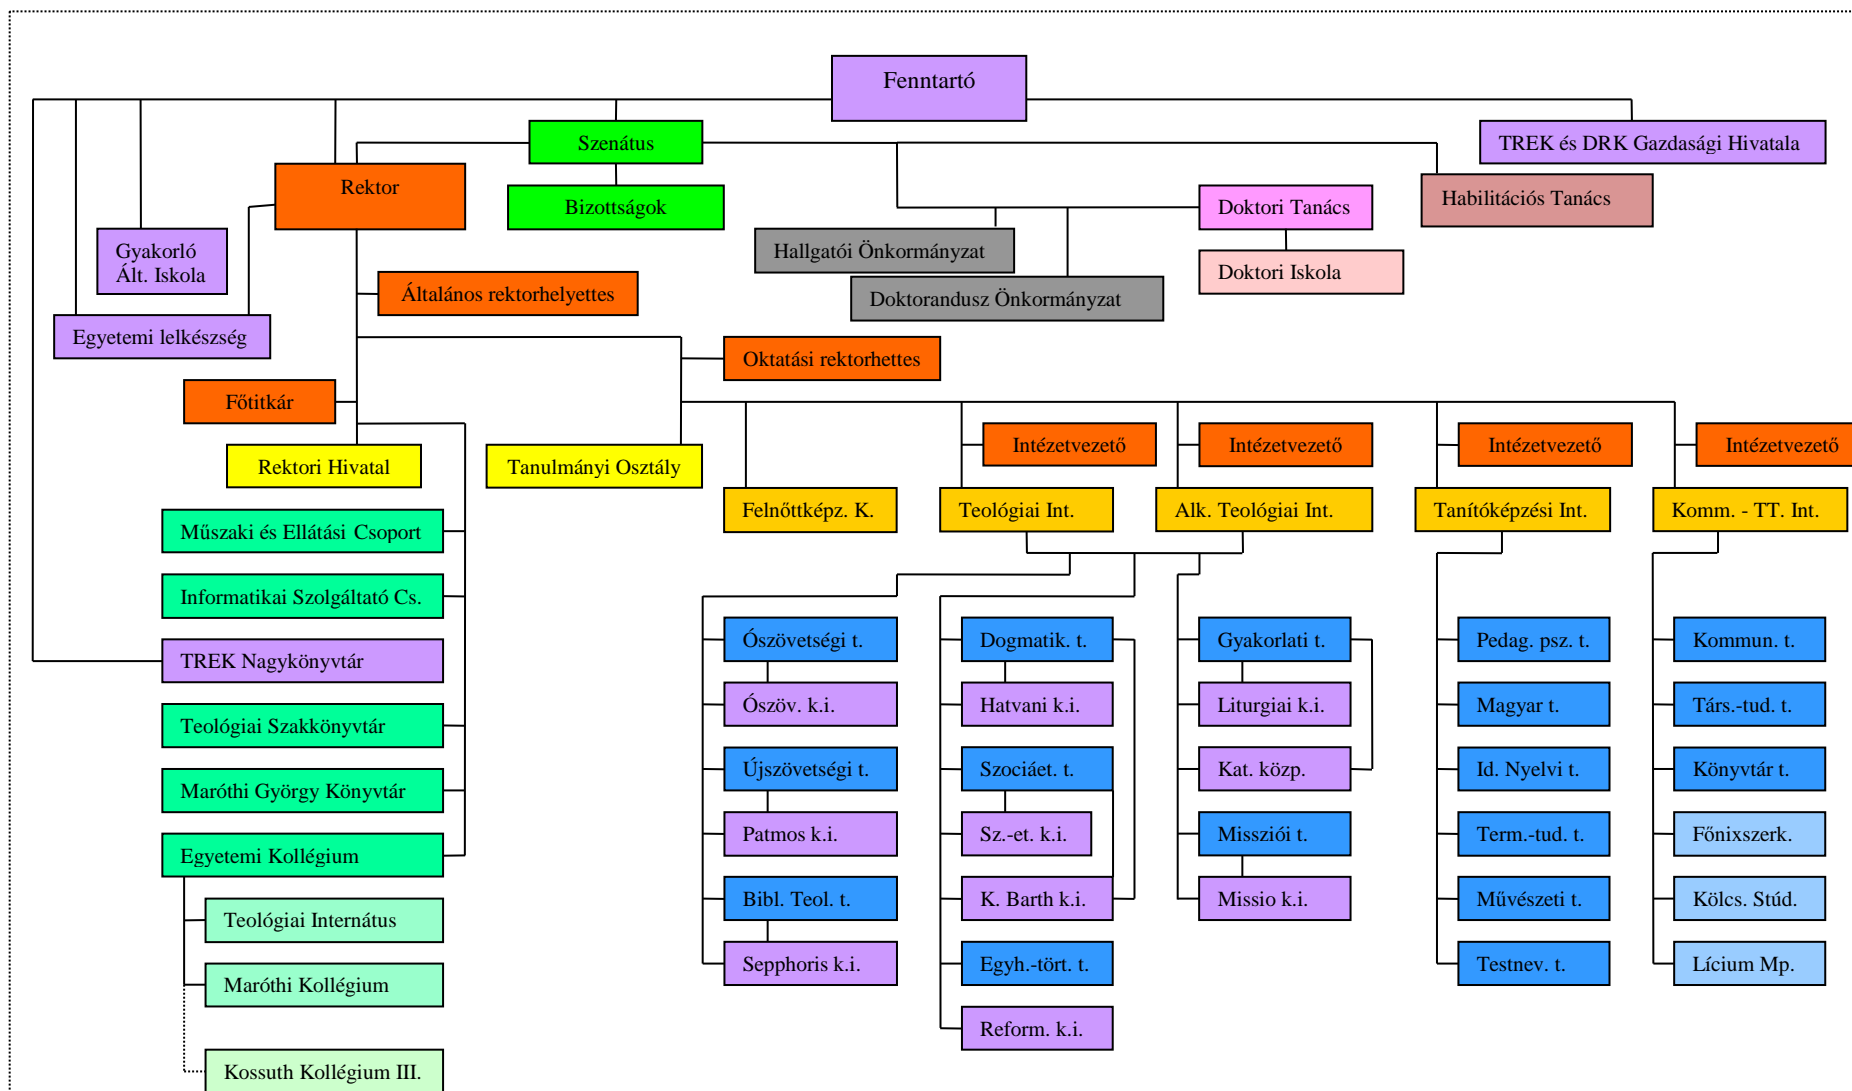 Fenntartó
Szenátus
TREK és DRK Gazdasági Hivatala
Rektor
Bizottságok
Doktori Tanács
Habilitációs Tanács
Gyakorló
Ált. Iskola
Hallgatói Önkormányzat
Doktori Iskola
Általános rektorhelyettes
Doktorandusz Önkormányzat
Egyetemi lelkészség
Oktatási rektorhettes
Főtitkár
Rektori Hivatal
Tanulmányi Osztály
Intézetvezető
Intézetvezető
Intézetvezető
Intézetvezető
Felnőttképz. K.
Teológiai Int.
Alk. Teológiai Int.
Tanítóképzési Int.
Komm. - TT. Int.
Műszaki és Ellátási Csoport
Informatikai Szolgáltató Cs.
TREK Nagykönyvtár
Teológiai Szakkönyvtár
Maróthi György Könyvtár
Egyetemi Kollégium
Teológiai Internátus
Maróthi Kollégium
Kossuth Kollégium III.
Ószövetségi t.
Ószöv. k.i.
Újszövetségi t.
Patmos k.i.
Bibl. Teol. t.
Sepphoris k.i.
Dogmatik. t.
Hatvani k.i.
Szociáet. t.
Sz.-et. k.i.
K. Barth k.i.
Egyh.-tört. t.
Reform. k.i.
Gyakorlati t.
Liturgiai k.i.
Kat. közp.
Missziói t.
Missio k.i.
Pedag. psz. t.
Magyar t.
Id. Nyelvi t.
Term.-tud. t.
Művészeti t.
Testnev. t.
Kommun. t.
Társ.-tud. t.
Könyvtár t.
Főnixszerk.
Kölcs. Stúd.
Lícium Mp.